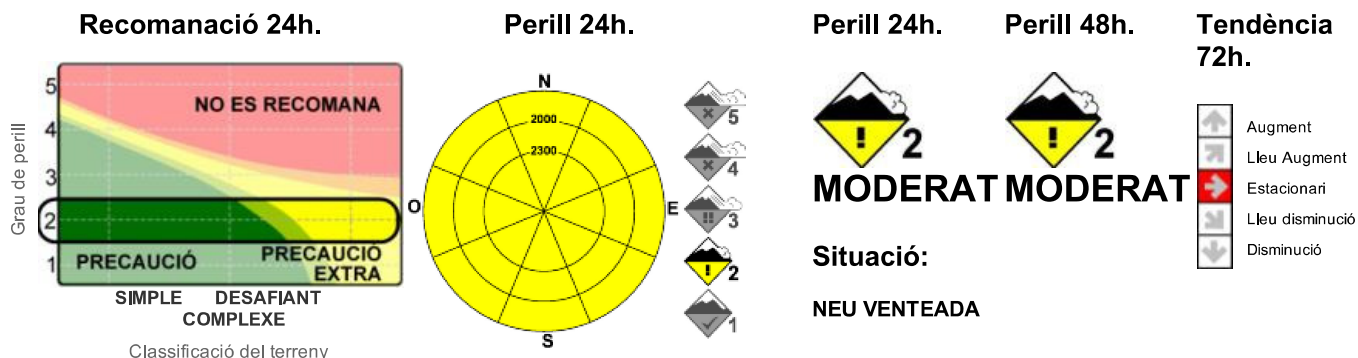 Recomanació 24h.
Grau de perill
5
4
3
2
1
NO ES RECOMANA
PRECAUCIÓ
PRECAUCIÓ
EXTRA
SIMPLE DESAFIANT
COMPLEXE
Classificació del terreny
Perill 24h.
N
2000
2300
O
E
S
5
4
3
2
1
Perill 24h.
2
MODERAT
Perill 48h.
2
MODERAT
Situació:
NEU VENTEADA
Tendència
72h.
Augment
Lleu Augment
Estacionari
Lleu disminució
Disminució